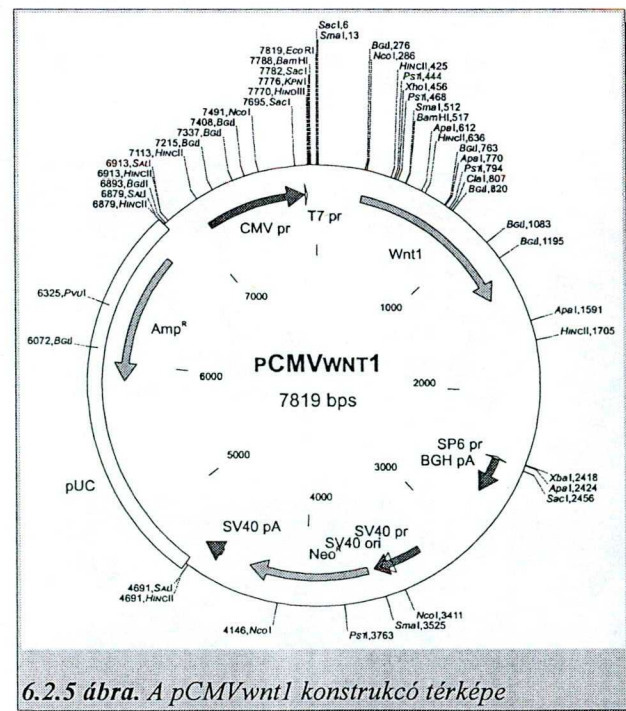 SacI,6
SmaI,13
7819,EcoRI
7788,BamHI
7782,SacI
7776,KpnI
7770,HinDIII
7695,SacI
7491,NcoI
7408,BglI
7337,BglI
7215,BglI
7113,HincII
6913,SalI
6913,HincII
6893,BglII
6879,SalI
6879,HincII
BglI,276
NcoI,286
HincII,425
PstI,444
XhoI,456
PstI,468
SmaI,512
BamHI,517
ApaI,612
HincII,636
BglI,763
ApaI,770
PstI,794
ClaI,807
BglI,820
BglI,1083
BglI,1195
ApaI,1591
HincII,1705
CMV pr
T7 pr
Wnt1
7000
1000
6325,PvuI
6072,BglI
Amp R
6000
pCMVwnt1
7819 bps
2000
5000
4000
3000
pUC
SP6 pr
BGH pA
XbaI,2418
ApaI,2424
SacI,2456
SV40 pA
SV40 pr
SV40 ori
Neo R
4691,SalI
4691,HincII
4146,NcoI
PstI,3763
SmaI,3525
NcoI,3411
6.2.5 ábra. A pCMVwnt1 konstrukcó térképe